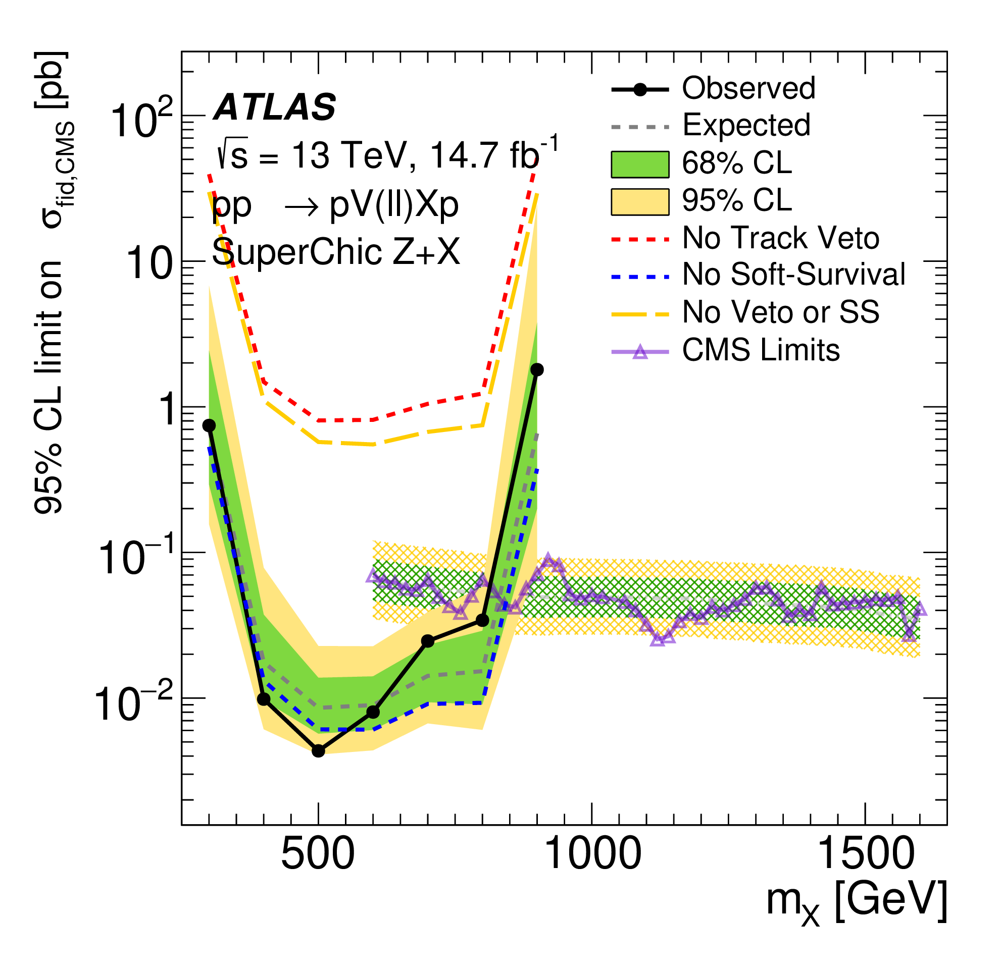 95% CL limit on σfid,CMS [pb]
10²
10
1
10⁻¹
10⁻²
ATLAS
√s = 13 TeV, 14.7 fb⁻¹
pp → pV(ll)Xp
SuperChic Z+X
Observed
Expected
68% CL
95% CL
No Track Veto
No Soft-Survival
No Veto or SS
CMS Limits
500 1000 1500
mX [GeV]